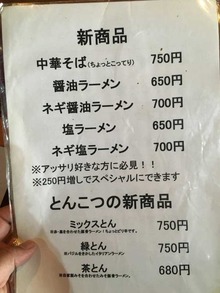 新商品
中華そば(ちょっとこってり) 750円
醤油ラーメン 650円
ネギ醤油ラーメン 700円
塩ラーメン 650円
ネギ塩ラーメン 700円
※アッサリ好きな方に必見！！
※250円増しでスペシャルにできます
とんこつの新商品
ミックスとん 750円
緑とん 750円
茶とん 680円